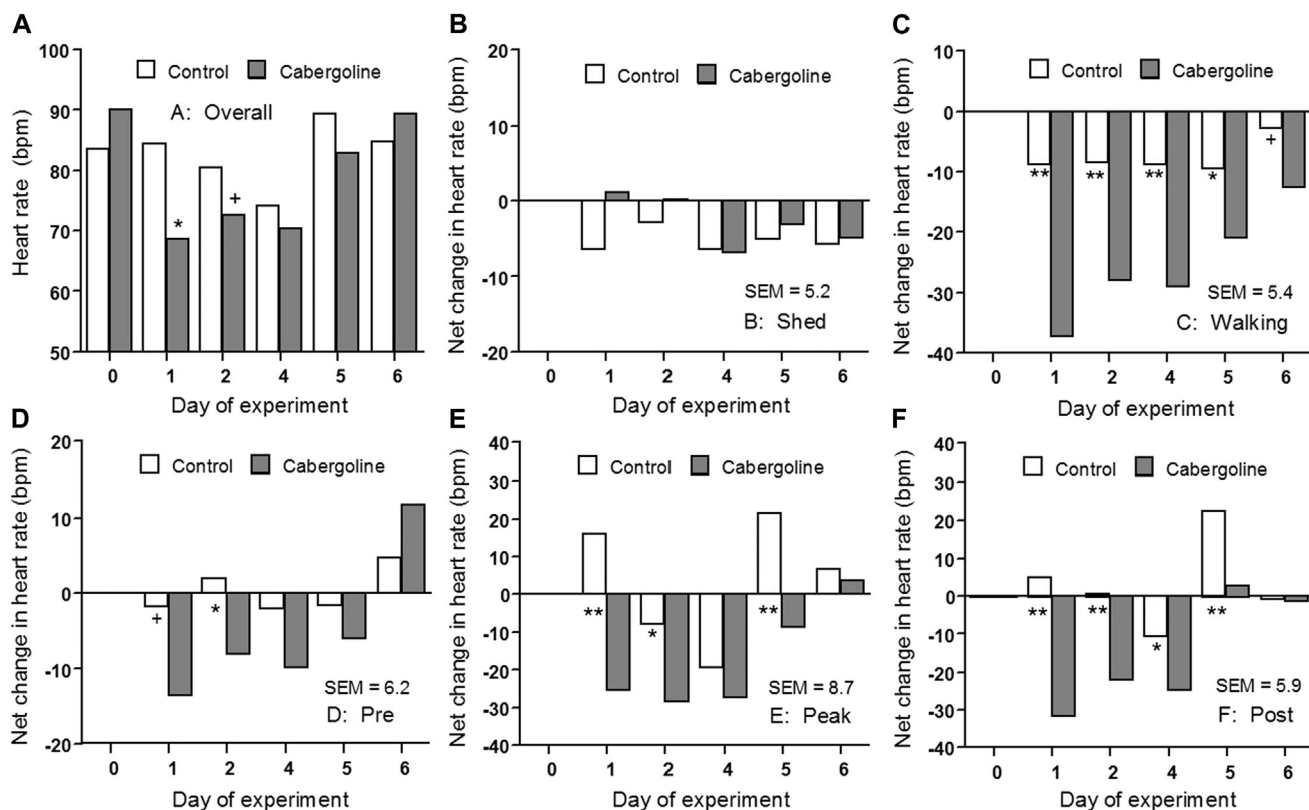 A
Heart rate (bpm)
100
90
80
70
60
50
Control Cabergoline
A: Overall
*
+
0 1 2 4 5 6
Day of experiment
B
Net change in heart rate (bpm)
20
10
0
-10
-20
Control Cabergoline
SEM = 5.2
B: Shed
0 1 2 4 5 6
Day of experiment
C
Net change in heart rate (bpm)
10
0
-10
-20
-30
-40
Control Cabergoline
** ** ** * +
SEM = 5.4
C: Walking
0 1 2 4 5 6
Day of experiment
D
Net change in heart rate (bpm)
20
10
0
-10
-20
Control Cabergoline
+ *
SEM = 6.2
D: Pre
0 1 2 4 5 6
Day of experiment
E
Net change in heart rate (bpm)
40
30
20
10
0
-10
-20
-30
-40
Control Cabergoline
** * **
SEM = 8.7
E: Peak
0 1 2 4 5 6
Day of experiment
F
Net change in heart rate (bpm)
40
30
20
10
0
-10
-20
-30
-40
Control Cabergoline
** ** * **
SEM = 5.9
F: Post
0 1 2 4 5 6
Day of experiment